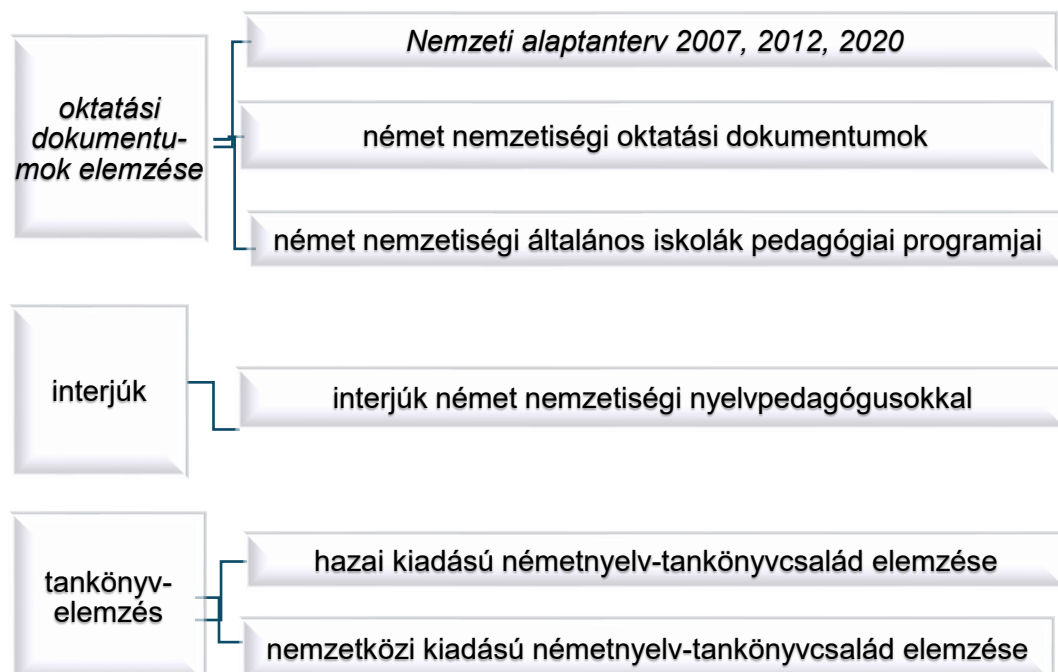 oktatási
dokumentu-
mok elemzése
Nemzeti alaptanterv 2007, 2012, 2020
német nemzetiségi oktatási dokumentumok
német nemzetiségi általános iskolák pedagógiai programjai
interjúk
interjúk német nemzetiségi nyelvpedagógusokkal
tankönyv-
elemzés
hazai kiadású németnyelv-tankönyvcsalád elemzése
nemzetközi kiadású németnyelv-tankönyvcsalád elemzése